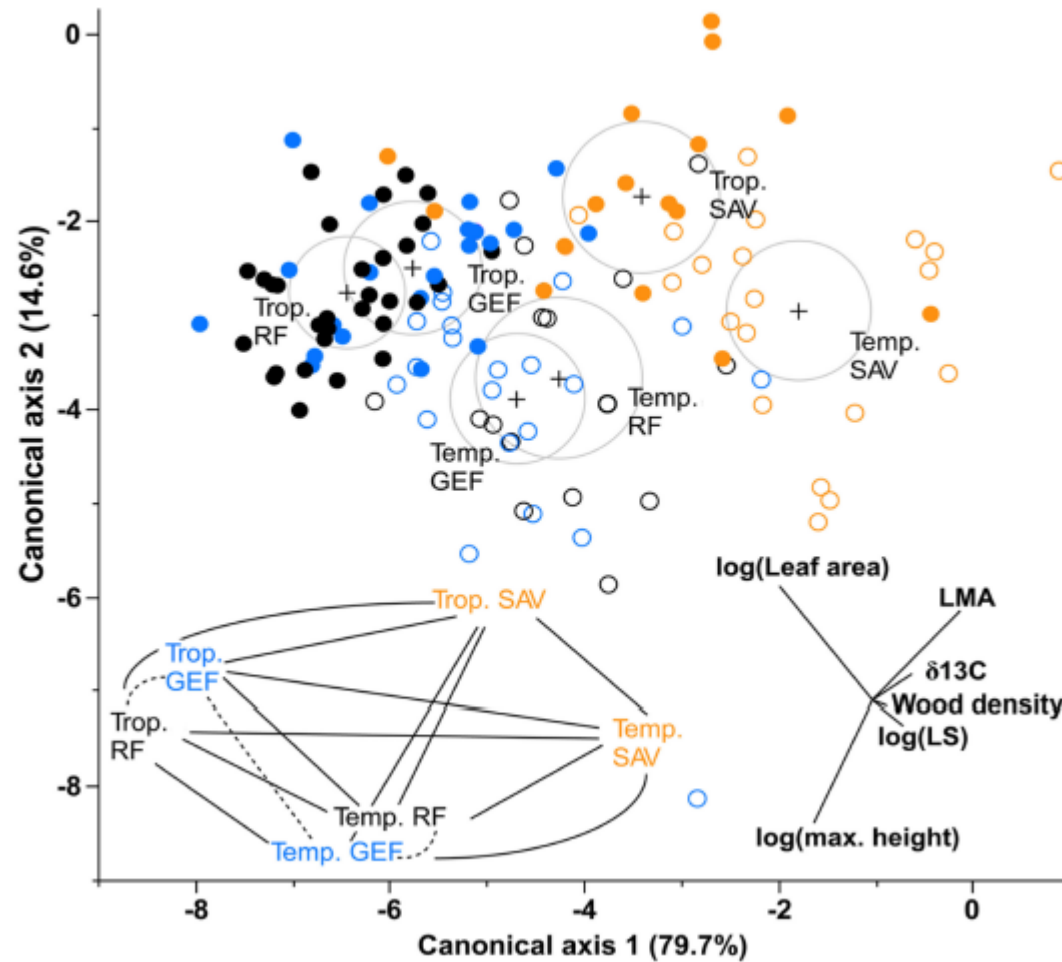 0
-2
-4
-6
-8
Canonical axis 2 (14.6%)
Trop.
SAV
Trop.
GEF
Trop.
RF
Temp.
SAV
Temp.
RF
Temp.
GEF
log(Leaf area)
LMA
δ13C
Wood density
log(LS)
log(max. height)
Trop. SAV
Trop.
GEF
Trop.
RF
Temp.
SAV
Temp. RF
Temp. GEF
-8
-6
-4
-2
0
Canonical axis 1 (79.7%)